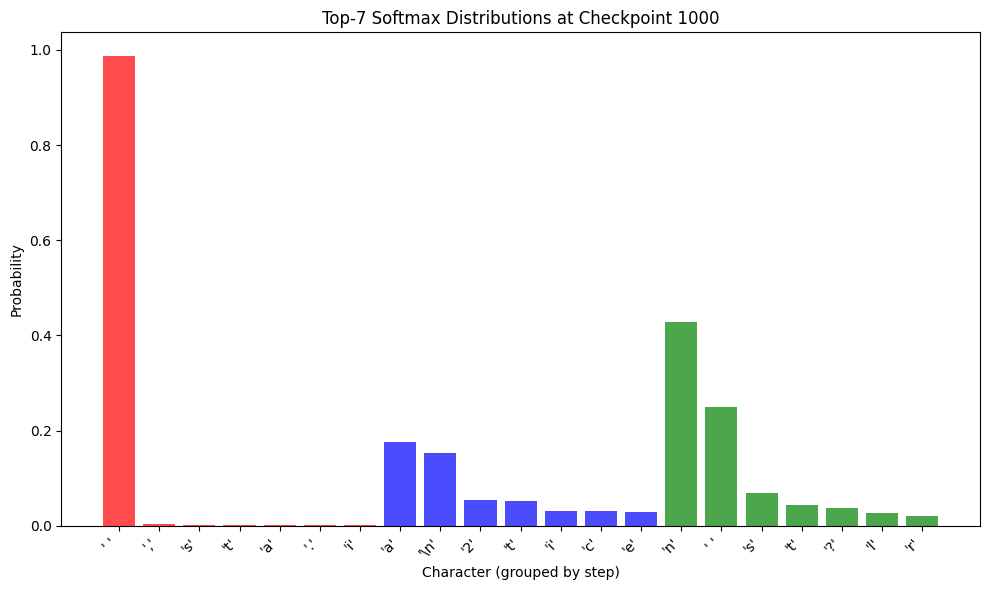 Top-7 Softmax Distributions at Checkpoint 1000
Probability
1.0
0.8
0.6
0.4
0.2
0.0
' '
','
's'
't'
'a'
'.'
'i'
'a'
'\n'
'2'
't'
'i'
'c'
'e'
'n'
' '
's'
't'
'?'
'l'
'r'
Character (grouped by step)